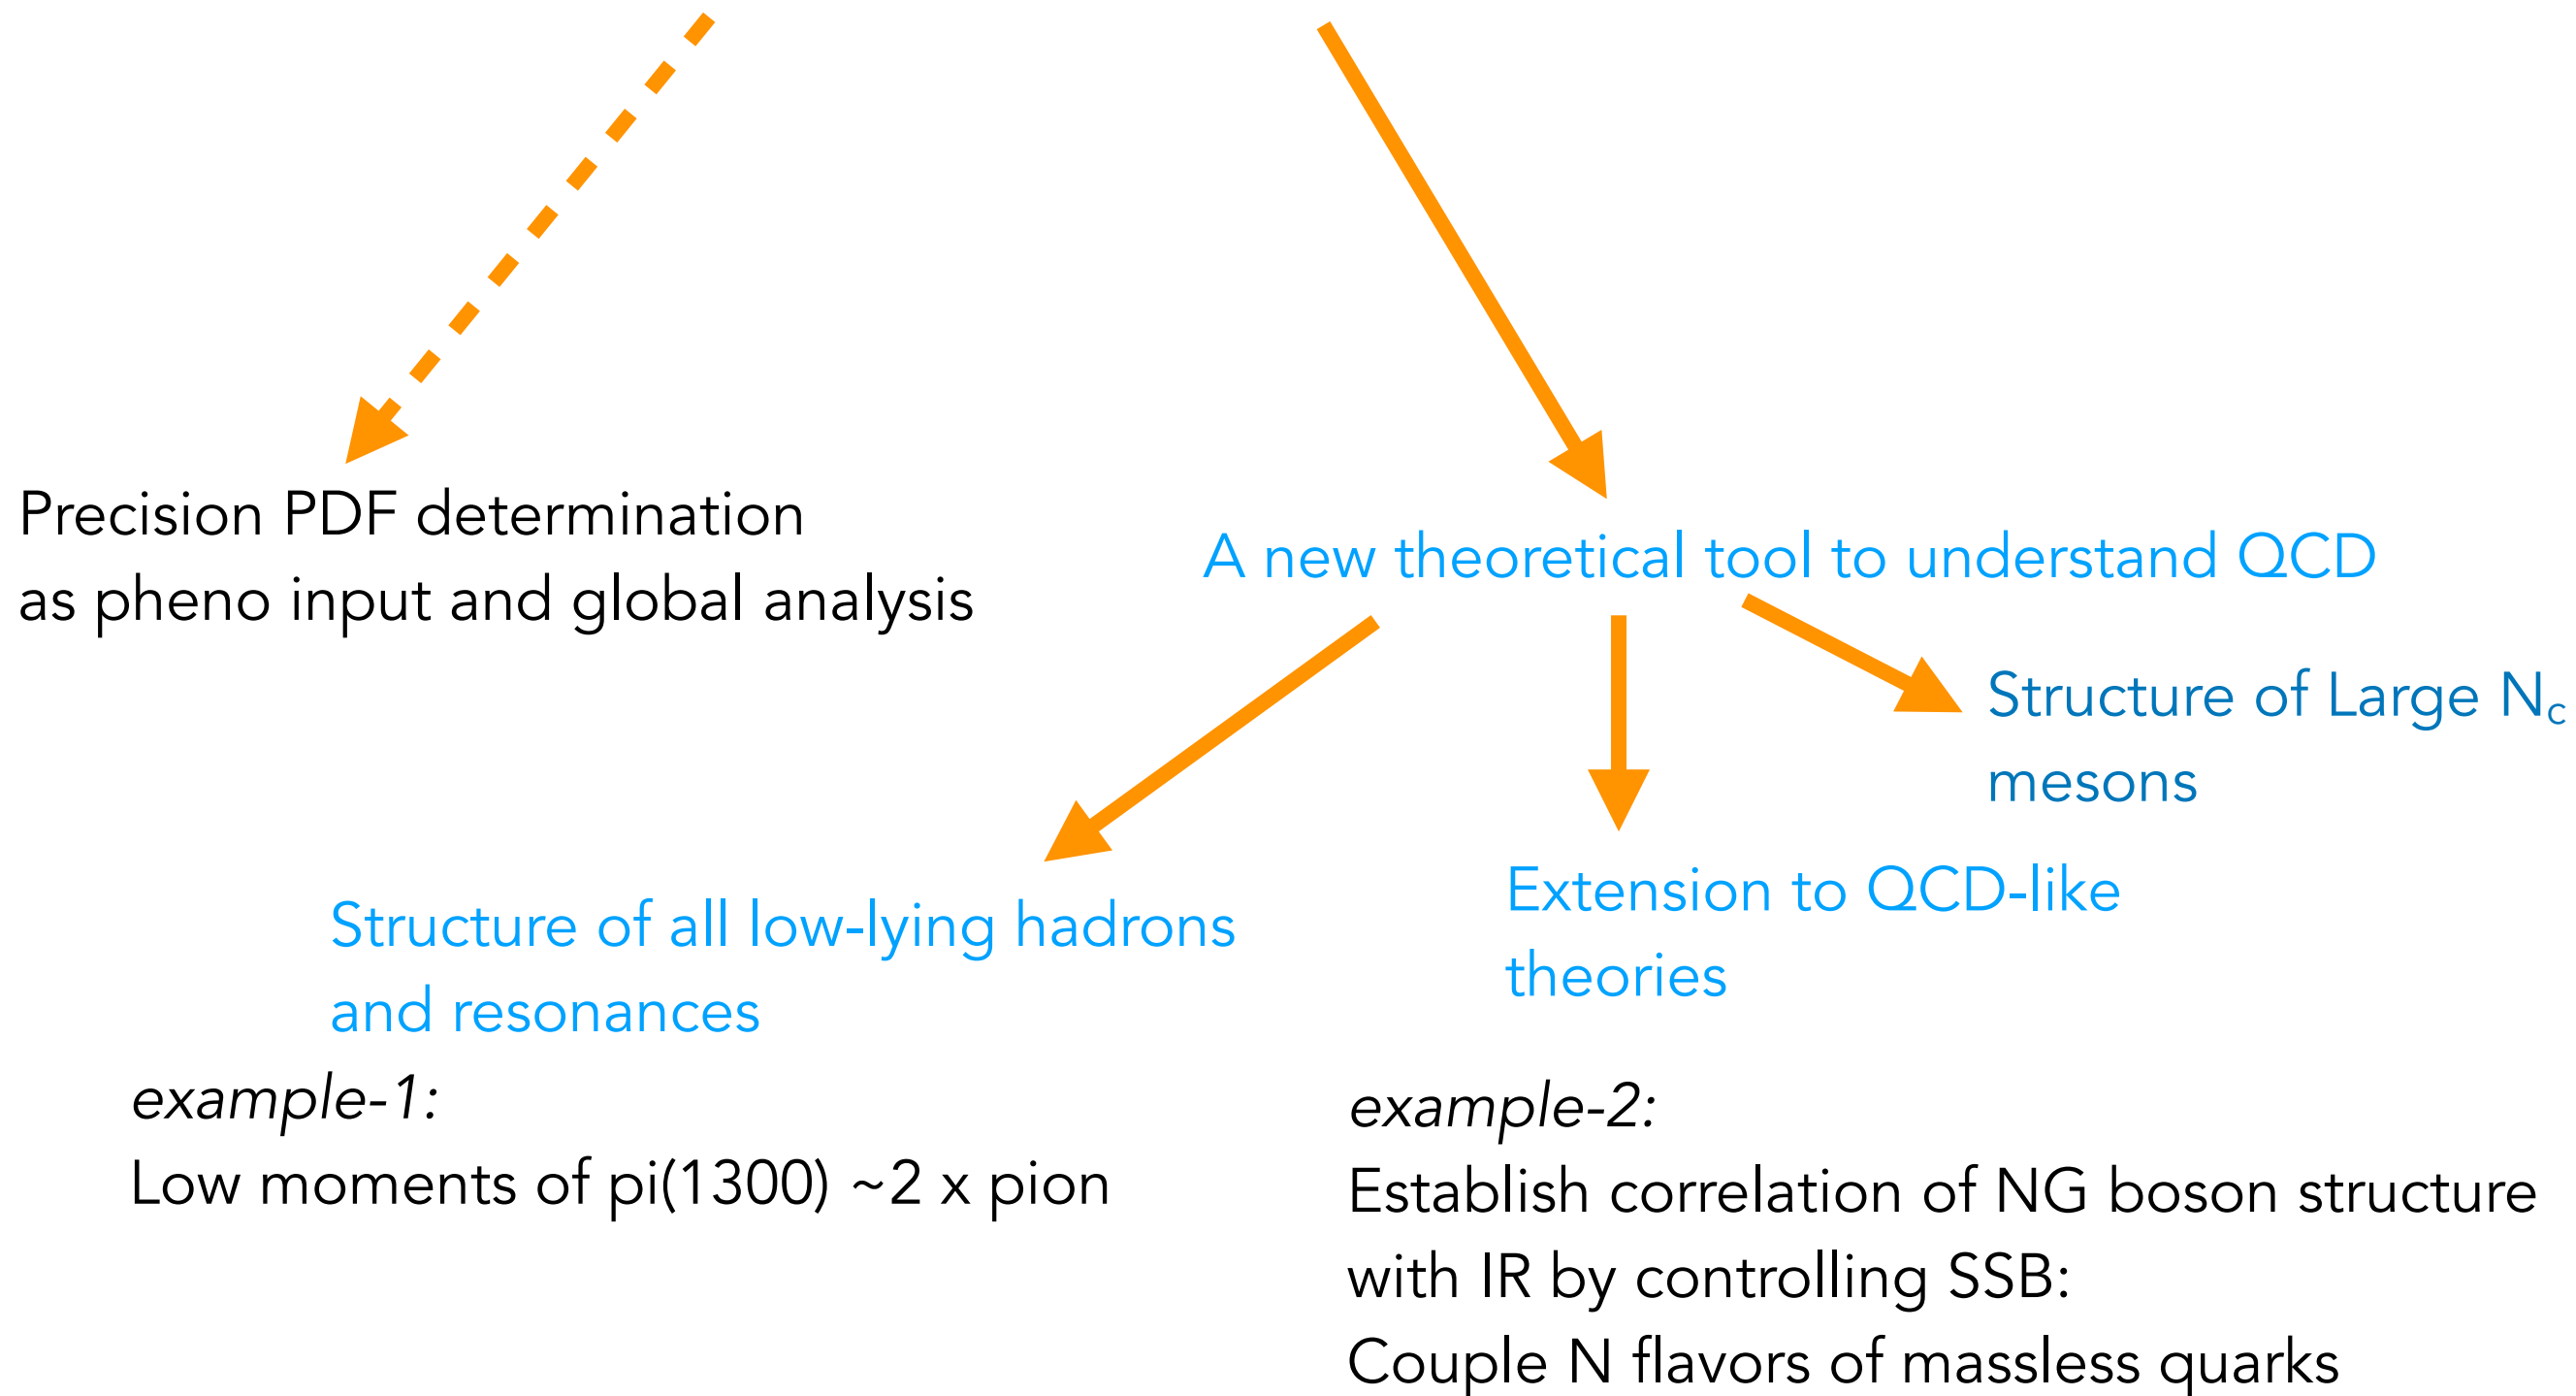 Precision PDF determination
as pheno input and global analysis
A new theoretical tool to understand QCD
Structure of Large Nc
mesons
Extension to QCD-like
theories
Structure of all low-lying hadrons
and resonances
example-1:
Low moments of pi(1300) ~2 x pion
example-2:
Establish correlation of NG boson structure
with IR by controlling SSB:
Couple N flavors of massless quarks